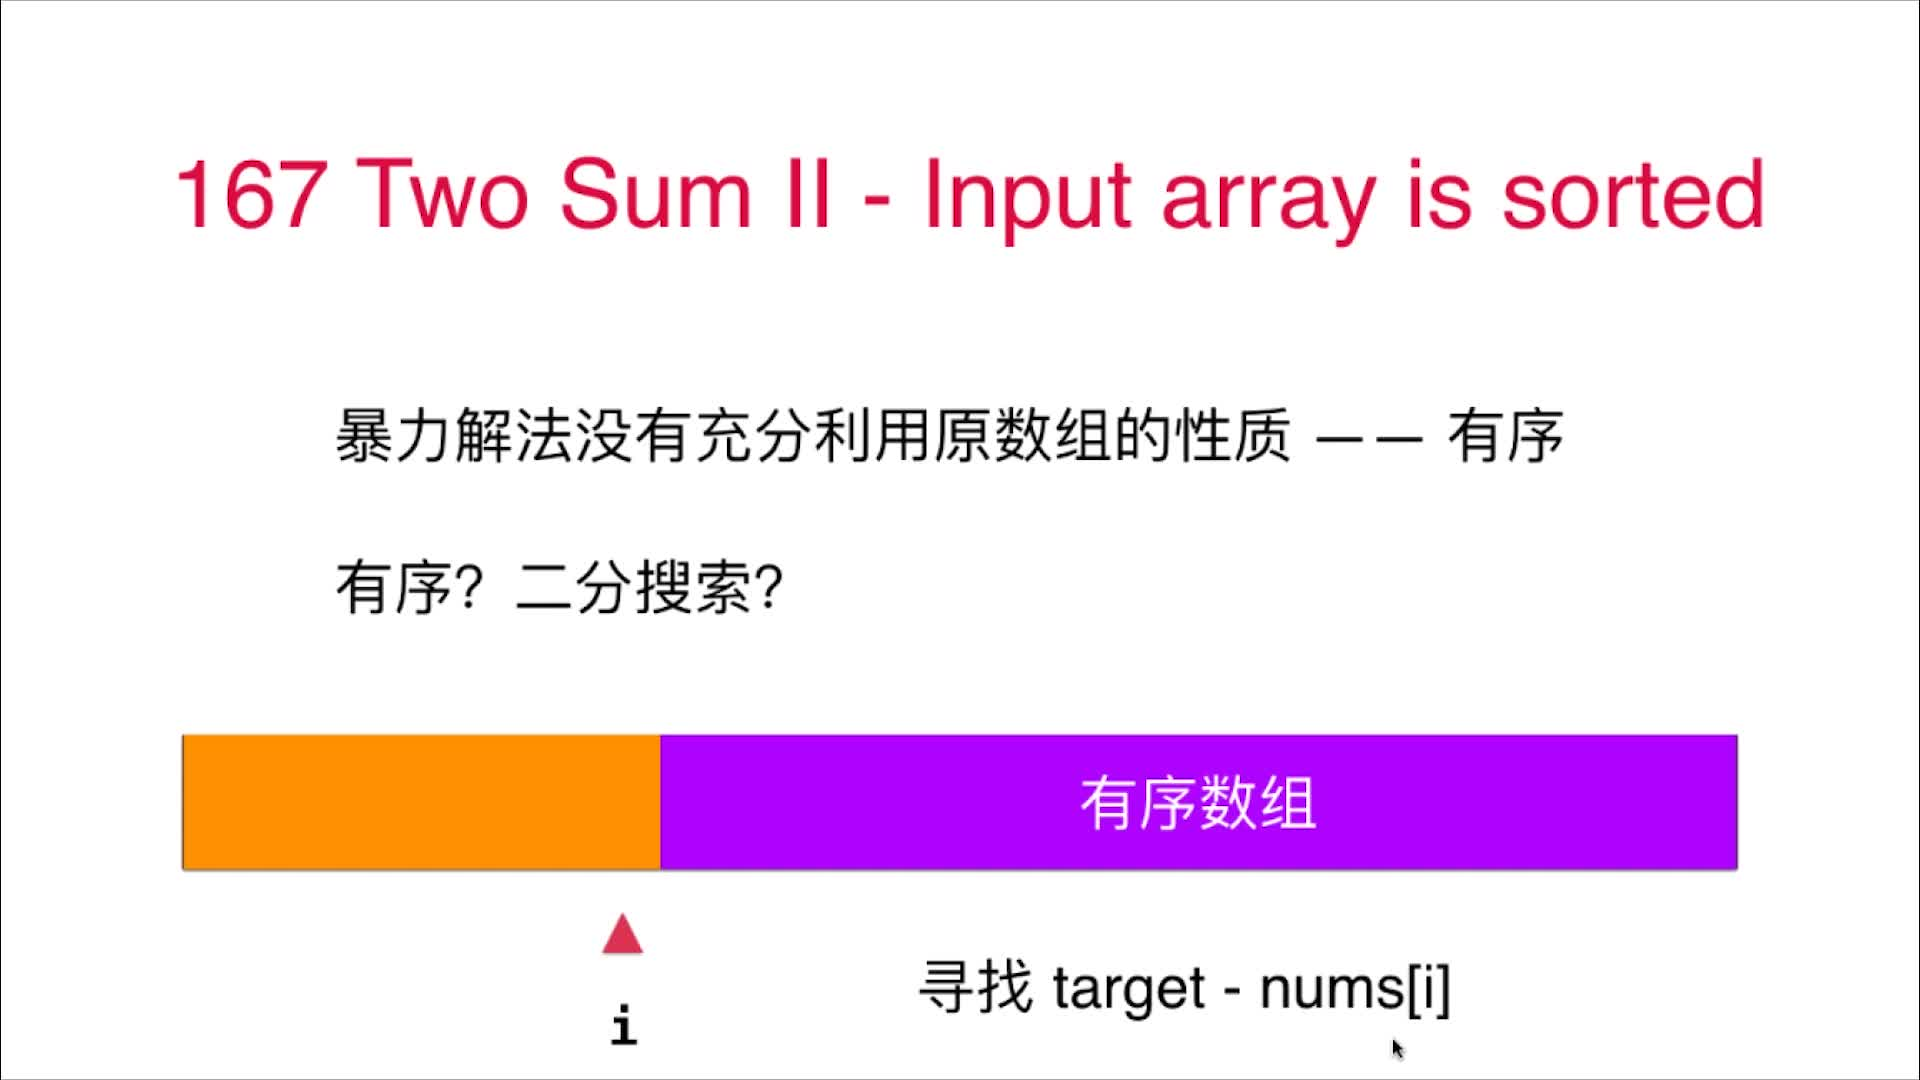 167 Two Sum II - Input array is sorted
暴力解法没有充分利用原数组的性质 —— 有序
有序？二分搜索？
有序数组
寻找 target - nums[i]
i